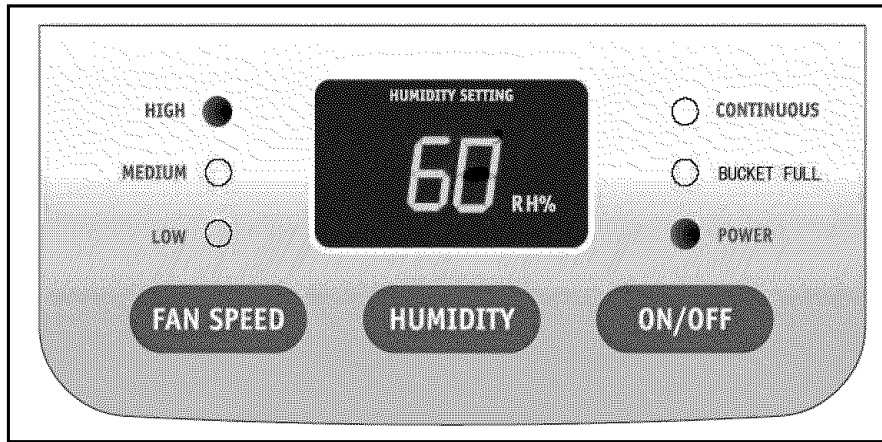 HUMIDITY SETTING
HIGH
CONTINUOUS
60 RH%
MEDIUM
BUCKET FULL
LOW
POWER
FAN SPEED
HUMIDITY
ON/OFF